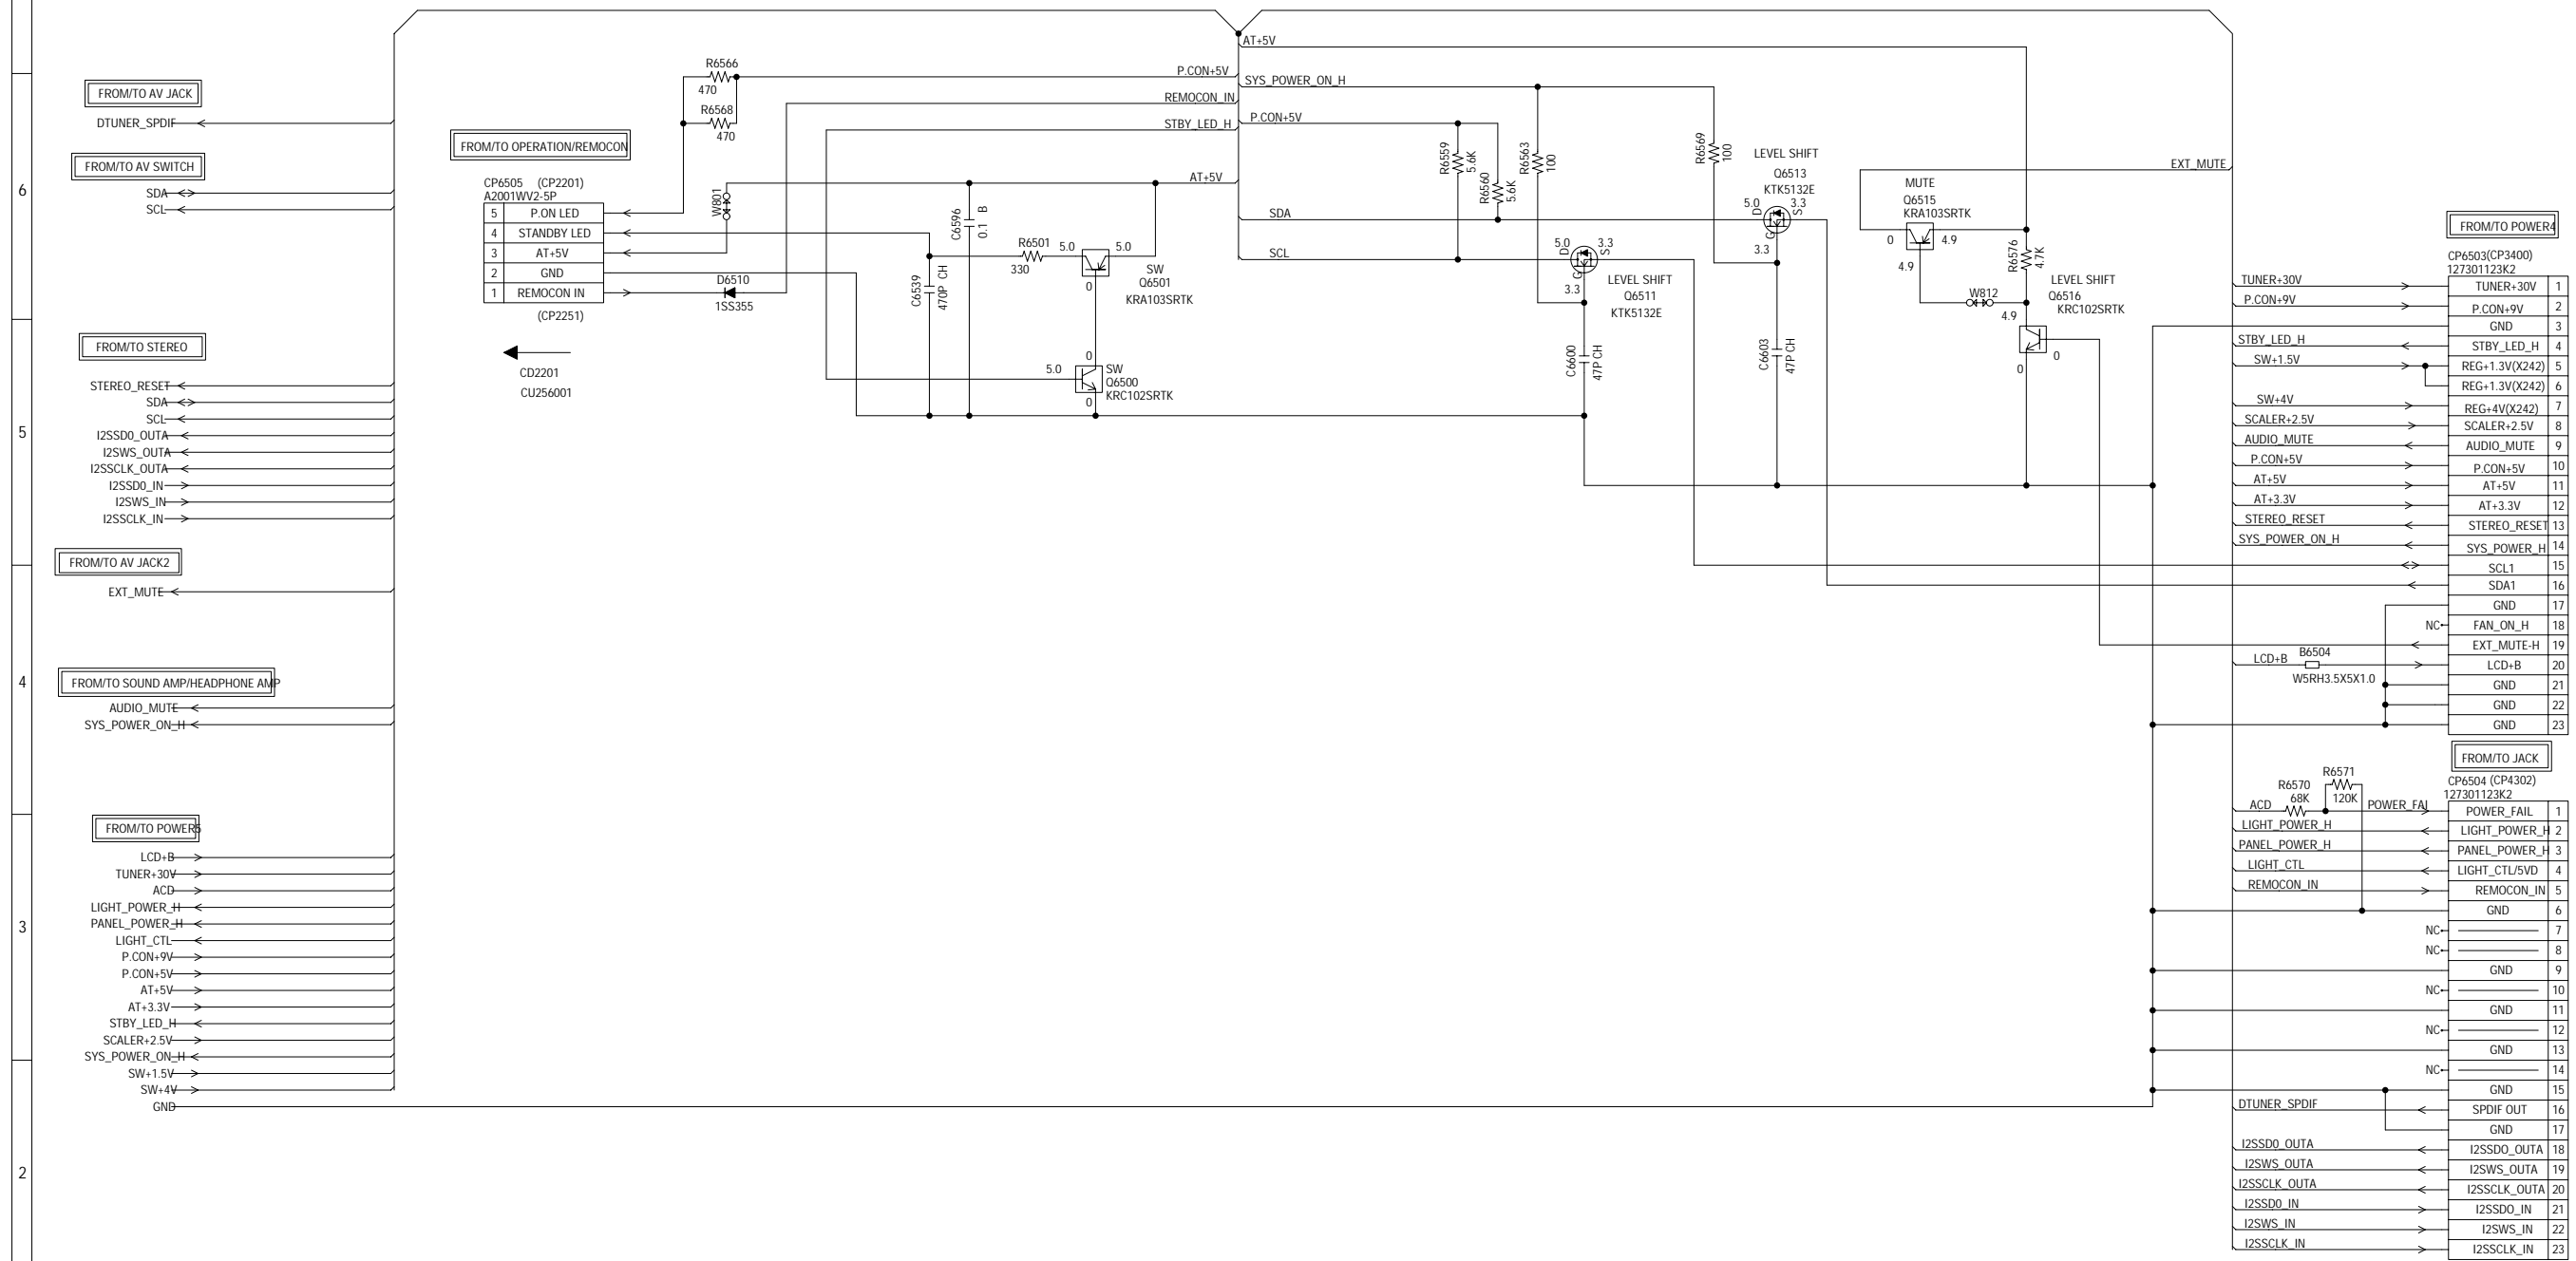 6
5
4
3
2
FROM/TO AV JACK
DTUNER_SPDIF
FROM/TO AV SWITCH
SDA
SCL
FROM/TO STEREO
STEREO_RESET
SDA
SCL
I2SSD0_OUTA
I2SWS_OUTA
I2SSCLK_OUTA
I2SSD0_IN
I2SWS_IN
I2SSCLK_IN
FROM/TO AV JACK2
EXT_MUTE
FROM/TO SOUND AMP/HEADPHONE AMP
AUDIO_MUTE
SYS_POWER_ON_H
FROM/TO POWER5
LCD+B
TUNER+30V
ACD
LIGHT_POWER_H
PANEL_POWER_H
LIGHT_CTL
P.CON+9V
P.CON+5V
AT+5V
AT+3.3V
STBY_LED_H
SCALER+2.5V
SYS_POWER_ON_H
SW+1.5V
SW+4V
GND
FROM/TO OPERATION/REMOCON
CP6505 (CP2201)
A2001WV2-5P
5 P.ON LED
4 STANDBY LED
3 AT+5V
2 GND
1 REMOCON IN
(CP2251)
CD2201
CU256001
R6566
470
R6568
470
W801
D6510
1SS355
C6596
0.1 B
C6539
470P CH
R6501
330
5.0
5.0
0
SW
Q6501
KRA103SRTK
0
5.0
0
SW
Q6500
KRC102SRTK
P.CON+5V
REMOCON_IN
STBY_LED_H
AT+5V
AT+5V
SYS_POWER_ON_H
P.CON+5V
SDA
SCL
R6559
5.6K
R6560
5.6K
R6563
100
R6569
100
5.0
D
3.3
S
G
3.3
LEVEL SHIFT
Q6511
KTK5132E
C6600
47P CH
LEVEL SHIFT
Q6513
KTK5132E
5.0
D
3.3
S
G
3.3
C6603
47P CH
MUTE
Q6515
KRA103SRTK
0
4.9
4.9
W812
R6576
4.7K
LEVEL SHIFT
Q6516
KRC102SRTK
4.9
0
0
EXT_MUTE
FROM/TO POWER4
CP6503(CP3400)
127301123K2
TUNER+30V TUNER+30V 1
P.CON+9V P.CON+9V 2
GND 3
STBY_LED_H STBY_LED_H 4
SW+1.5V REG+1.3V(X242) 5
REG+1.3V(X242) 6
SW+4V REG+4V(X242) 7
SCALER+2.5V SCALER+2.5V 8
AUDIO_MUTE AUDIO_MUTE 9
P.CON+5V P.CON+5V 10
AT+5V AT+5V 11
AT+3.3V AT+3.3V 12
STEREO_RESET STEREO_RESET 13
SYS_POWER_ON_H SYS_POWER_H 14
SCL1 15
SDA1 16
GND 17
NC FAN_ON_H 18
EXT_MUTE-H 19
LCD+B B6504 LCD+B 20
W5RH3.5X5X1.0
GND 21
GND 22
GND 23
FROM/TO JACK
CP6504 (CP4302)
127301123K2
R6571
120K
R6570
68K
ACD POWER_FAI POWER_FAIL 1
LIGHT_POWER_H LIGHT_POWER_H 2
PANEL_POWER_H PANEL_POWER_H 3
LIGHT_CTL LIGHT_CTL/5VD 4
REMOCON_IN REMOCON_IN 5
GND 6
NC 7
NC 8
GND 9
NC 10
GND 11
NC 12
GND 13
NC 14
GND 15
DTUNER_SPDIF SPDIF OUT 16
GND 17
I2SSD0_OUTA I2SSDO_OUTA 18
I2SWS_OUTA I2SWS_OUTA 19
I2SSCLK_OUTA I2SSCLK_OUTA 20
I2SSD0_IN I2SSDO_IN 21
I2SWS_IN I2SWS_IN 22
I2SSCLK_IN I2SSCLK_IN 23